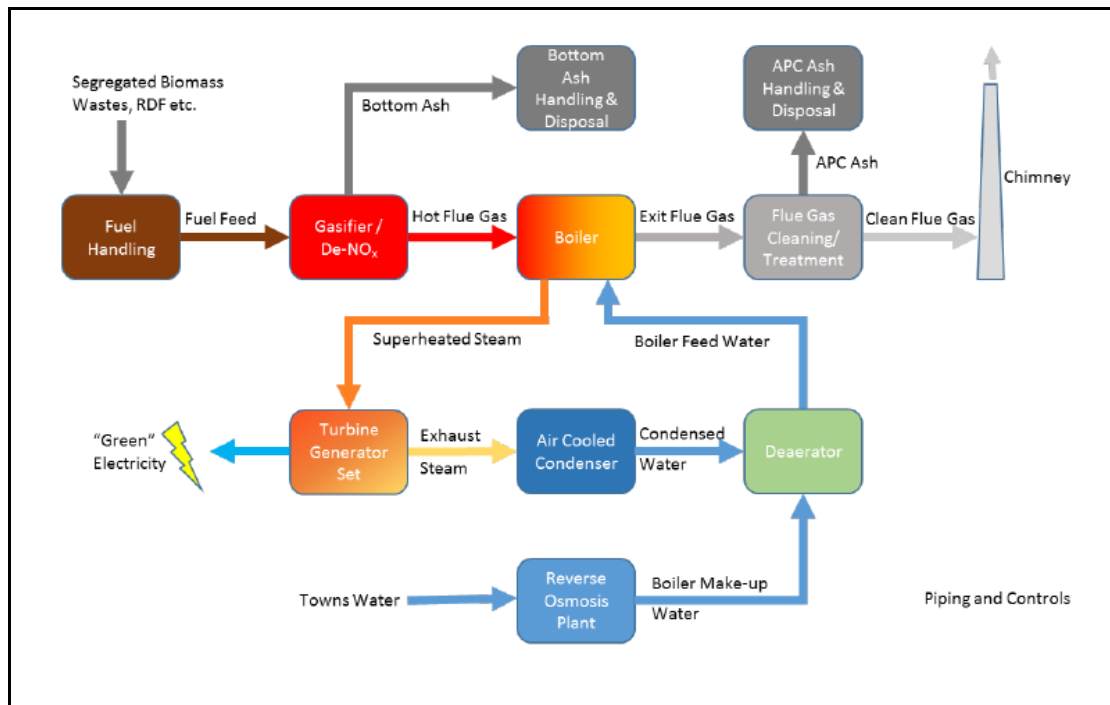 Segregated Biomass
Wastes, RDF etc.
Bottom Ash
Bottom
Ash
Handling &
Disposal
APC Ash
Handling &
Disposal
APC Ash
Chimney
Fuel
Handling
Fuel Feed
Gasifier /
De-NOₓ
Hot Flue Gas
Boiler
Exit Flue Gas
Flue Gas
Cleaning/
Treatment
Clean Flue Gas
Superheated Steam
Boiler Feed Water
"Green"
Electricity
Turbine
Generator
Set
Exhaust
Steam
Air Cooled
Condenser
Condensed
Water
Deaerator
Towns Water
Reverse
Osmosis
Plant
Boiler Make-up
Water
Piping and Controls